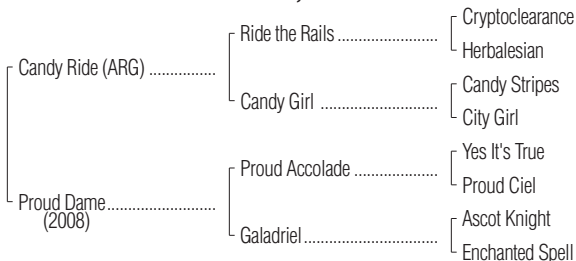 Cryptoclearance
Ride the Rails ........................
Herbalesian
Candy Ride (ARG) ................
Candy Stripes
Candy Girl ............................
City Girl
Yes It's True
Proud Accolade ....................
Proud Ciel
Proud Dame..........................
(2008)
Ascot Knight
Galadriel................................
Enchanted Spell